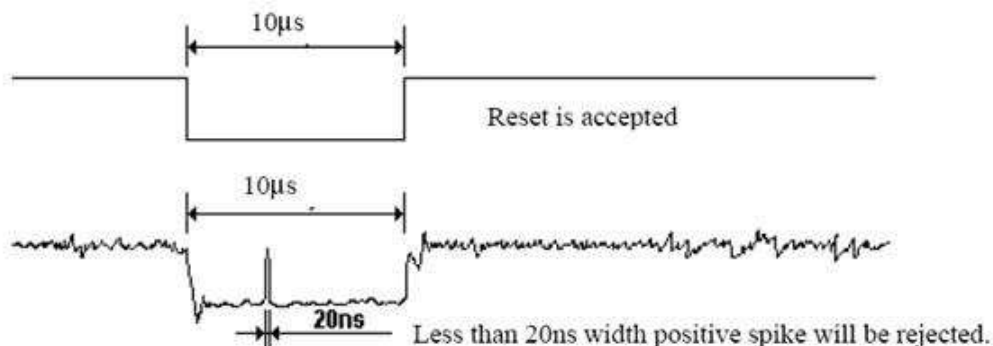 10μs
Reset is accepted
10μs
20ns
Less than 20ns width positive spike will be rejected.